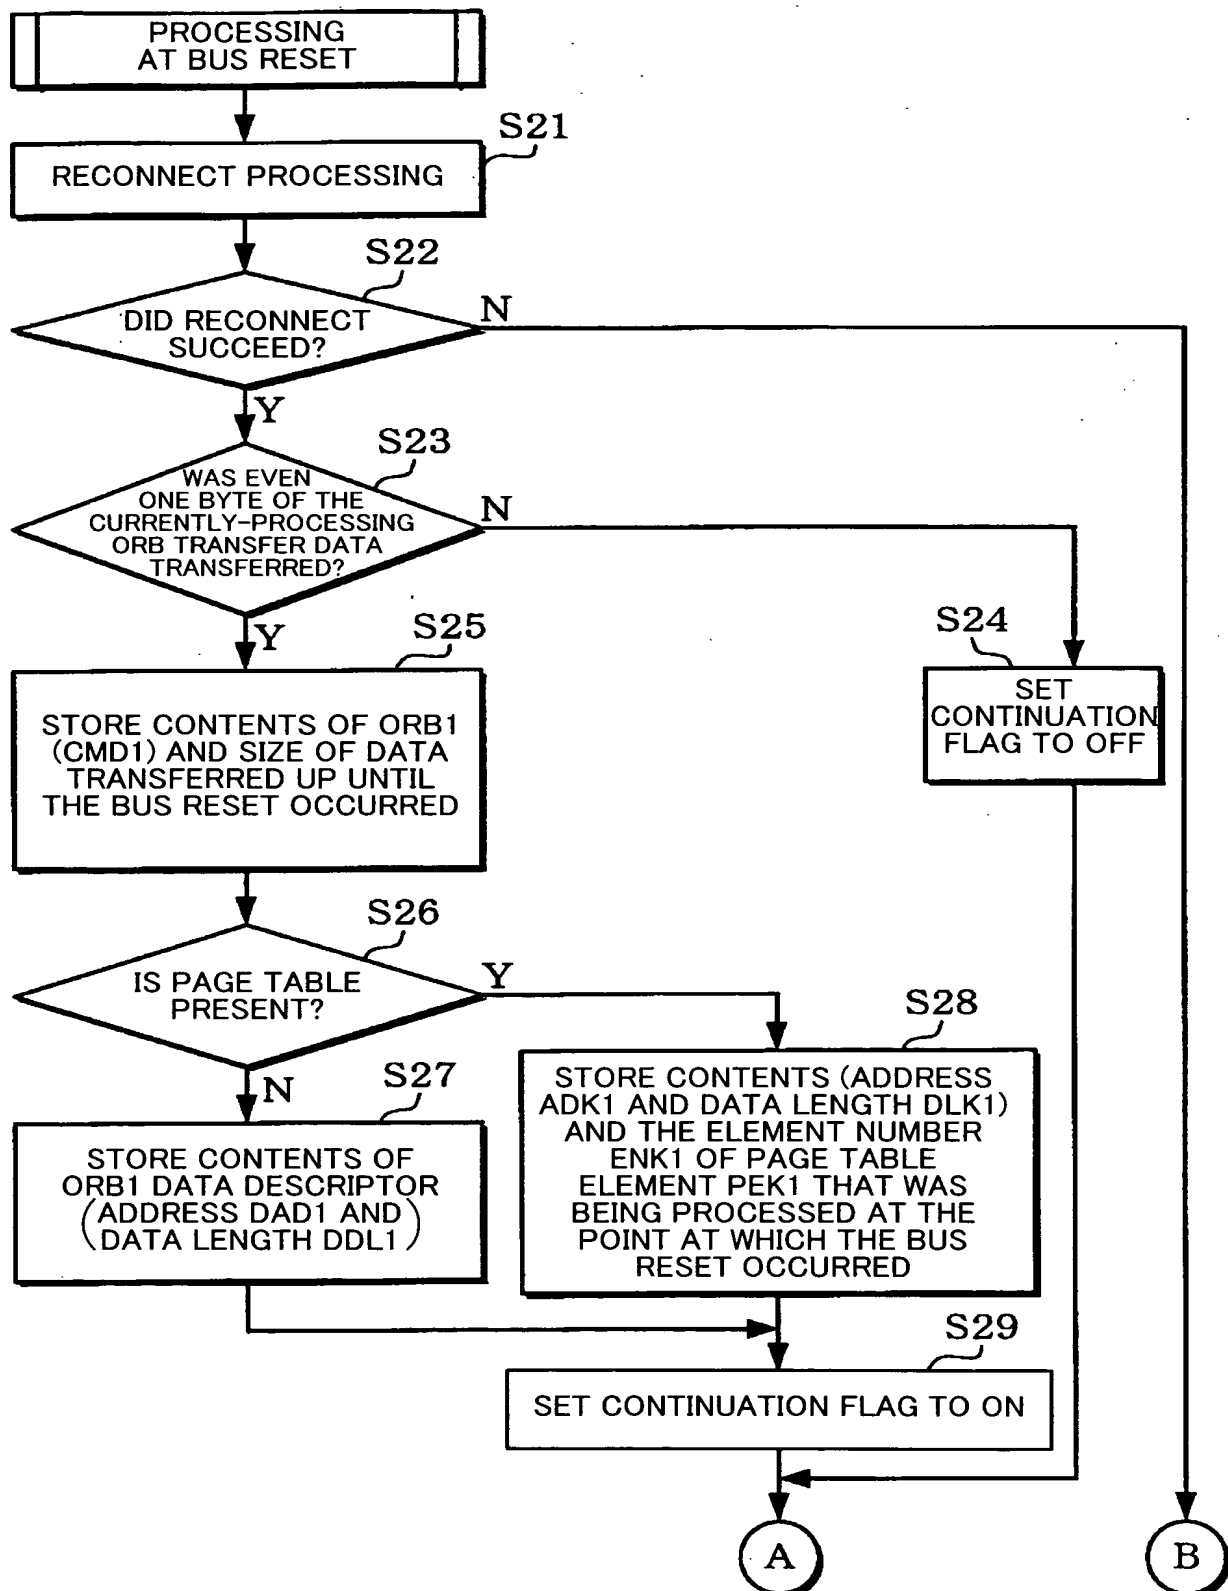 PROCESSING
AT BUS RESET
S21
RECONNECT PROCESSING
S22
DID RECONNECT
SUCCEED?
N
Y
S23
WAS EVEN
ONE BYTE OF THE
CURRENTLY-PROCESSING
ORB TRANSFER DATA
TRANSFERRED?
N
Y
S24
SET
CONTINUATION
FLAG TO OFF
S25
STORE CONTENTS OF ORB1
(CMD1) AND SIZE OF DATA
TRANSFERRED UP UNTIL
THE BUS RESET OCCURRED
S26
IS PAGE TABLE
PRESENT?
Y
N
S27
STORE CONTENTS OF
ORB1 DATA DESCRIPTOR
(ADDRESS DAD1 AND
DATA LENGTH DDL1)
S28
STORE CONTENTS (ADDRESS
ADK1 AND DATA LENGTH DLK1)
AND THE ELEMENT NUMBER
ENK1 OF PAGE TABLE
ELEMENT PEK1 THAT WAS
BEING PROCESSED AT THE
POINT AT WHICH THE BUS
RESET OCCURRED
S29
SET CONTINUATION FLAG TO ON
A
B